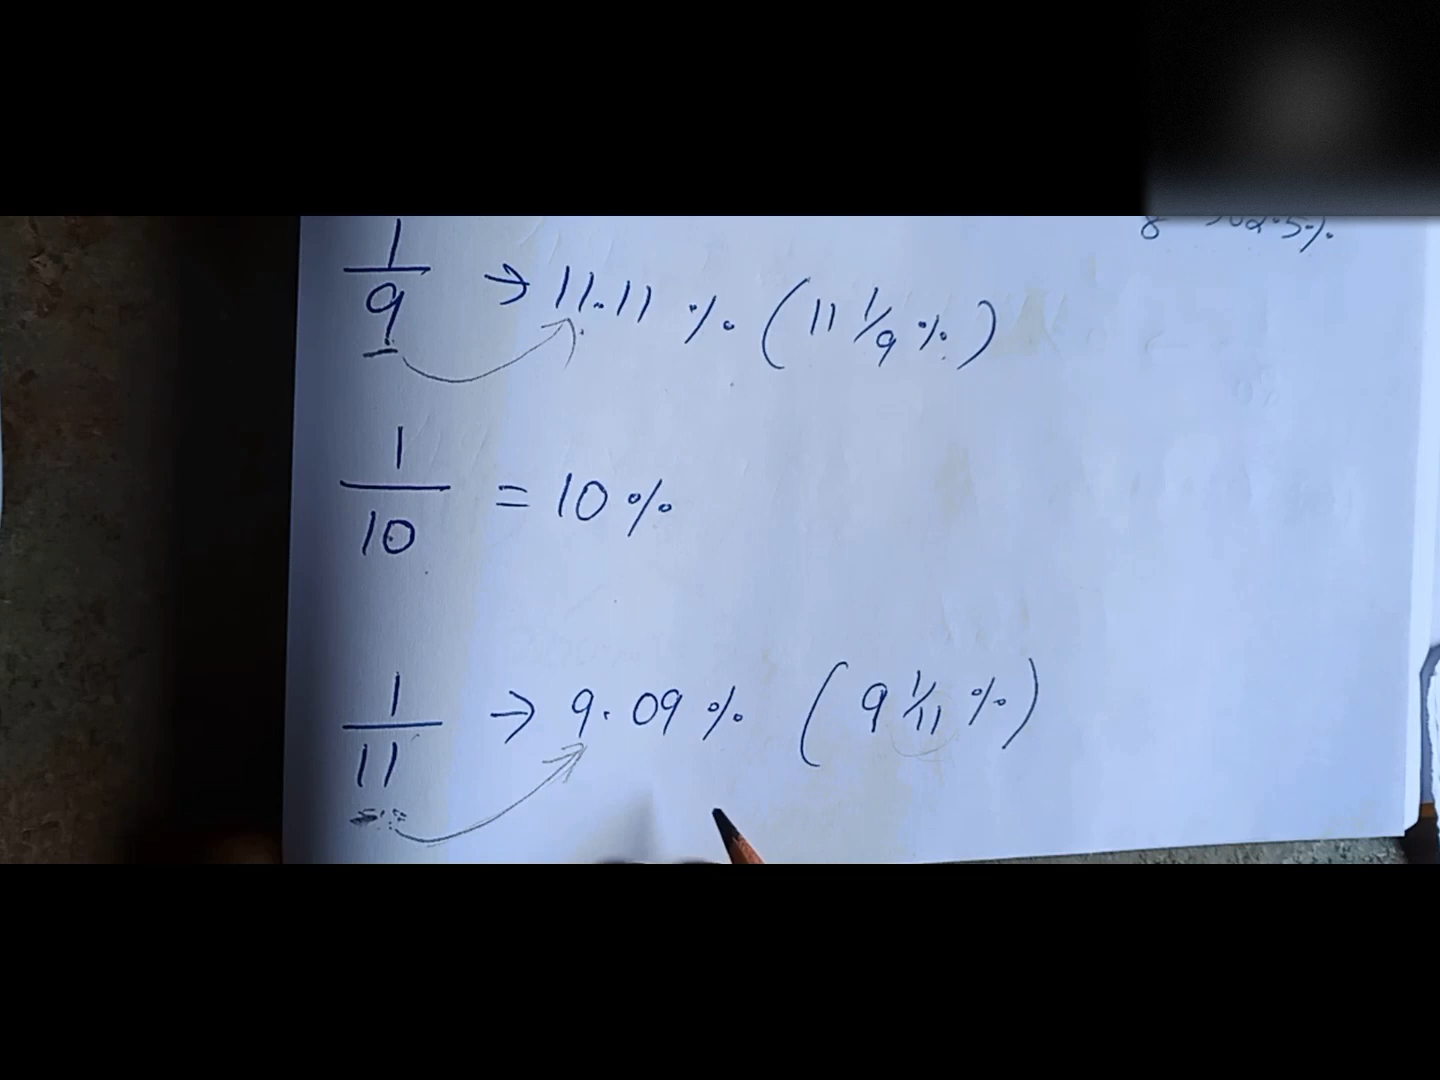 1/9 → 11.11 % (11 1/9 %)
1/10 = 10 %
1/11 → 9.09 % (9 1/11 %)